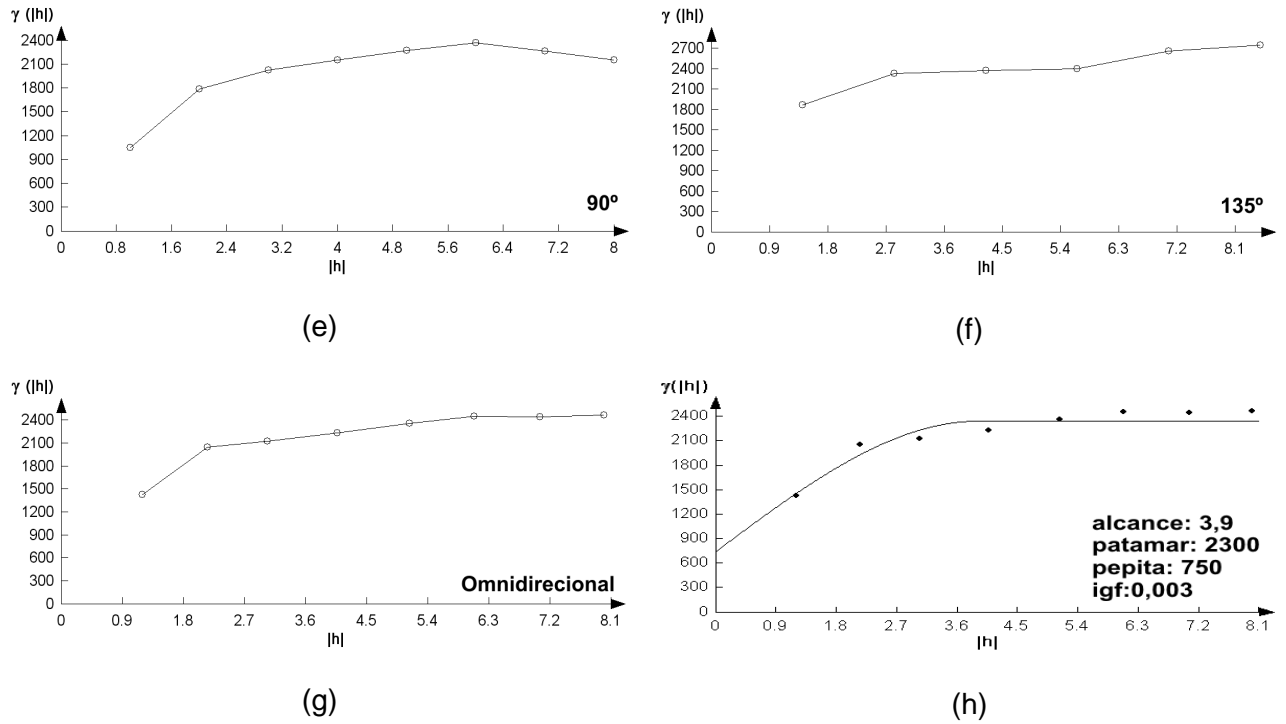 γ (|h|)
2400
2100
1800
1500
1200
900
600
300
0
0 0.8 1.6 2.4 3.2 4 4.8 5.6 6.4 7.2 8
|h|
90º
(e)
γ (|h|)
2700
2400
2100
1800
1500
1200
900
600
300
0
0 0.9 1.8 2.7 3.6 4.5 5.4 6.3 7.2 8.1
|h|
135º
(f)
γ (|h|)
2400
2100
1800
1500
1200
900
600
300
0
0 0.9 1.8 2.7 3.6 4.5 5.4 6.3 7.2 8.1
|h|
Omnidirecional
(g)
γ(|h|)
2400
2100
1800
1500
1200
900
600
300
0
0 0.9 1.8 2.7 3.6 4.5 5.4 6.3 7.2 8.1
|h|
alcance: 3,9
patamar: 2300
pepita: 750
igf:0,003
(h)